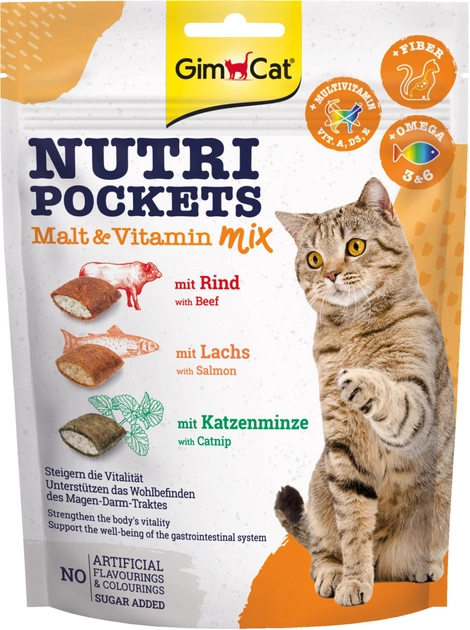 GimCat
+FIBER
+MULTIVITAMIN
VIT. A, D3, E
+OMEGA
3&6
NUTRI
POCKETS
Malt & Vitamin mix
mit Rind
with Beef
mit Lachs
with Salmon
mit Katzenminze
with Catnip
Steigern die Vitalität
Unterstützen das Wohlbefinden
des Magen-Darm-Traktes
Strengthen the body's vitality
Support the well-being of the gastrointestinal system
NO ARTIFICIAL
FLAVOURINGS
& COLOURINGS
SUGAR ADDED